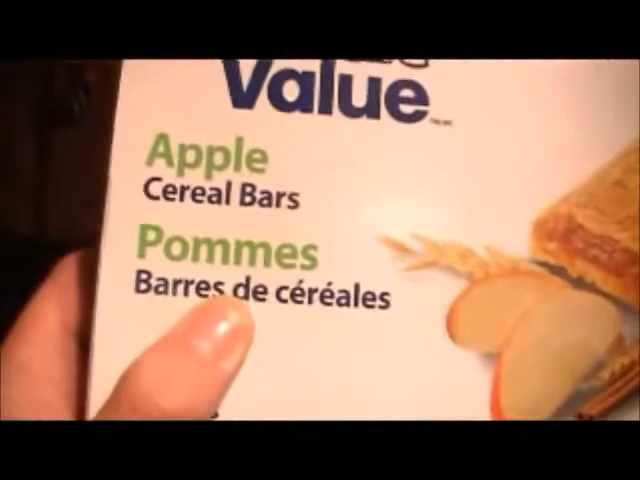 Value
Apple
Cereal Bars
Pommes
Barres de céréales